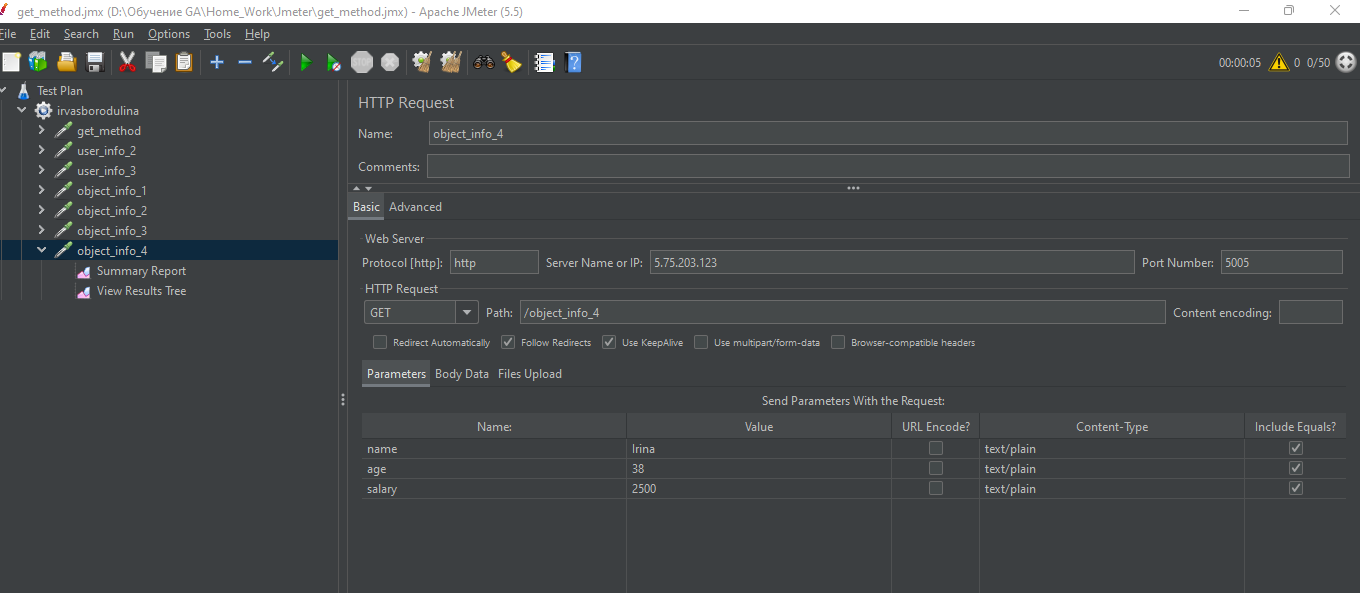 get_method.jmx (D:\Обучение GA\Home_Work\Jmeter\get_method.jmx) - Apache JMeter (5.5)
File Edit Search Run Options Tools Help
STOP
00:00:05 0 0/50
Test Plan
irvasborodulina
get_method
user_info_2
user_info_3
object_info_1
object_info_2
object_info_3
object_info_4
Summary Report
View Results Tree
HTTP Request
Name: object_info_4
Comments:
Basic Advanced
Web Server
Protocol [http]: http Server Name or IP: 5.75.203.123 Port Number: 5005
HTTP Request
GET Path: /object_info_4 Content encoding:
Redirect Automatically Follow Redirects Use KeepAlive Use multipart/form-data Browser-compatible headers
Parameters Body Data Files Upload
Send Parameters With the Request:
Name: Value URL Encode? Content-Type Include Equals?
name Irina text/plain
age 38 text/plain
salary 2500 text/plain